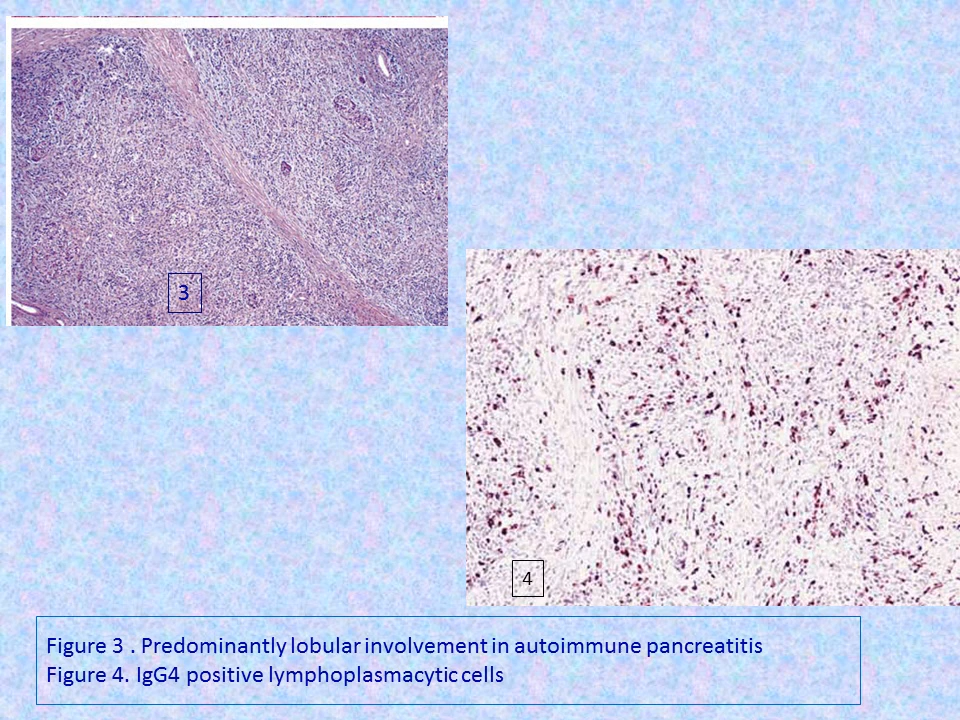 3
4
Figure 3 . Predominantly lobular involvement in autoimmune pancreatitis
Figure 4. IgG4 positive lymphoplasmacytic cells